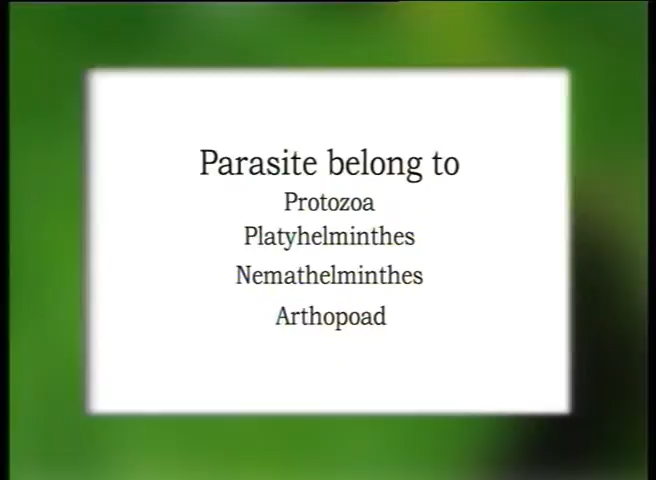 Parasite belong to
Protozoa
Platyhelminthes
Nemathelminthes
Arthopoad